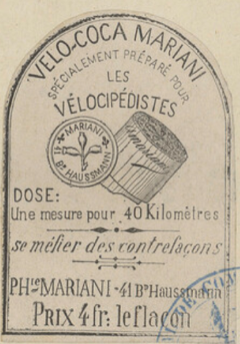 VELO-COCA MARIANI
SPÉCIALEMENT PRÉPARÉ POUR
LES
VÉLOCIPÉDISTES
MARIANI
41 Bd HAUSSMANN
DOSE:
Une mesure pour 40 Kilomètres
se méfier des contrefaçons
PHie MARIANI - 41 Bd Haussmann
PRIX 4 fr: le flacon